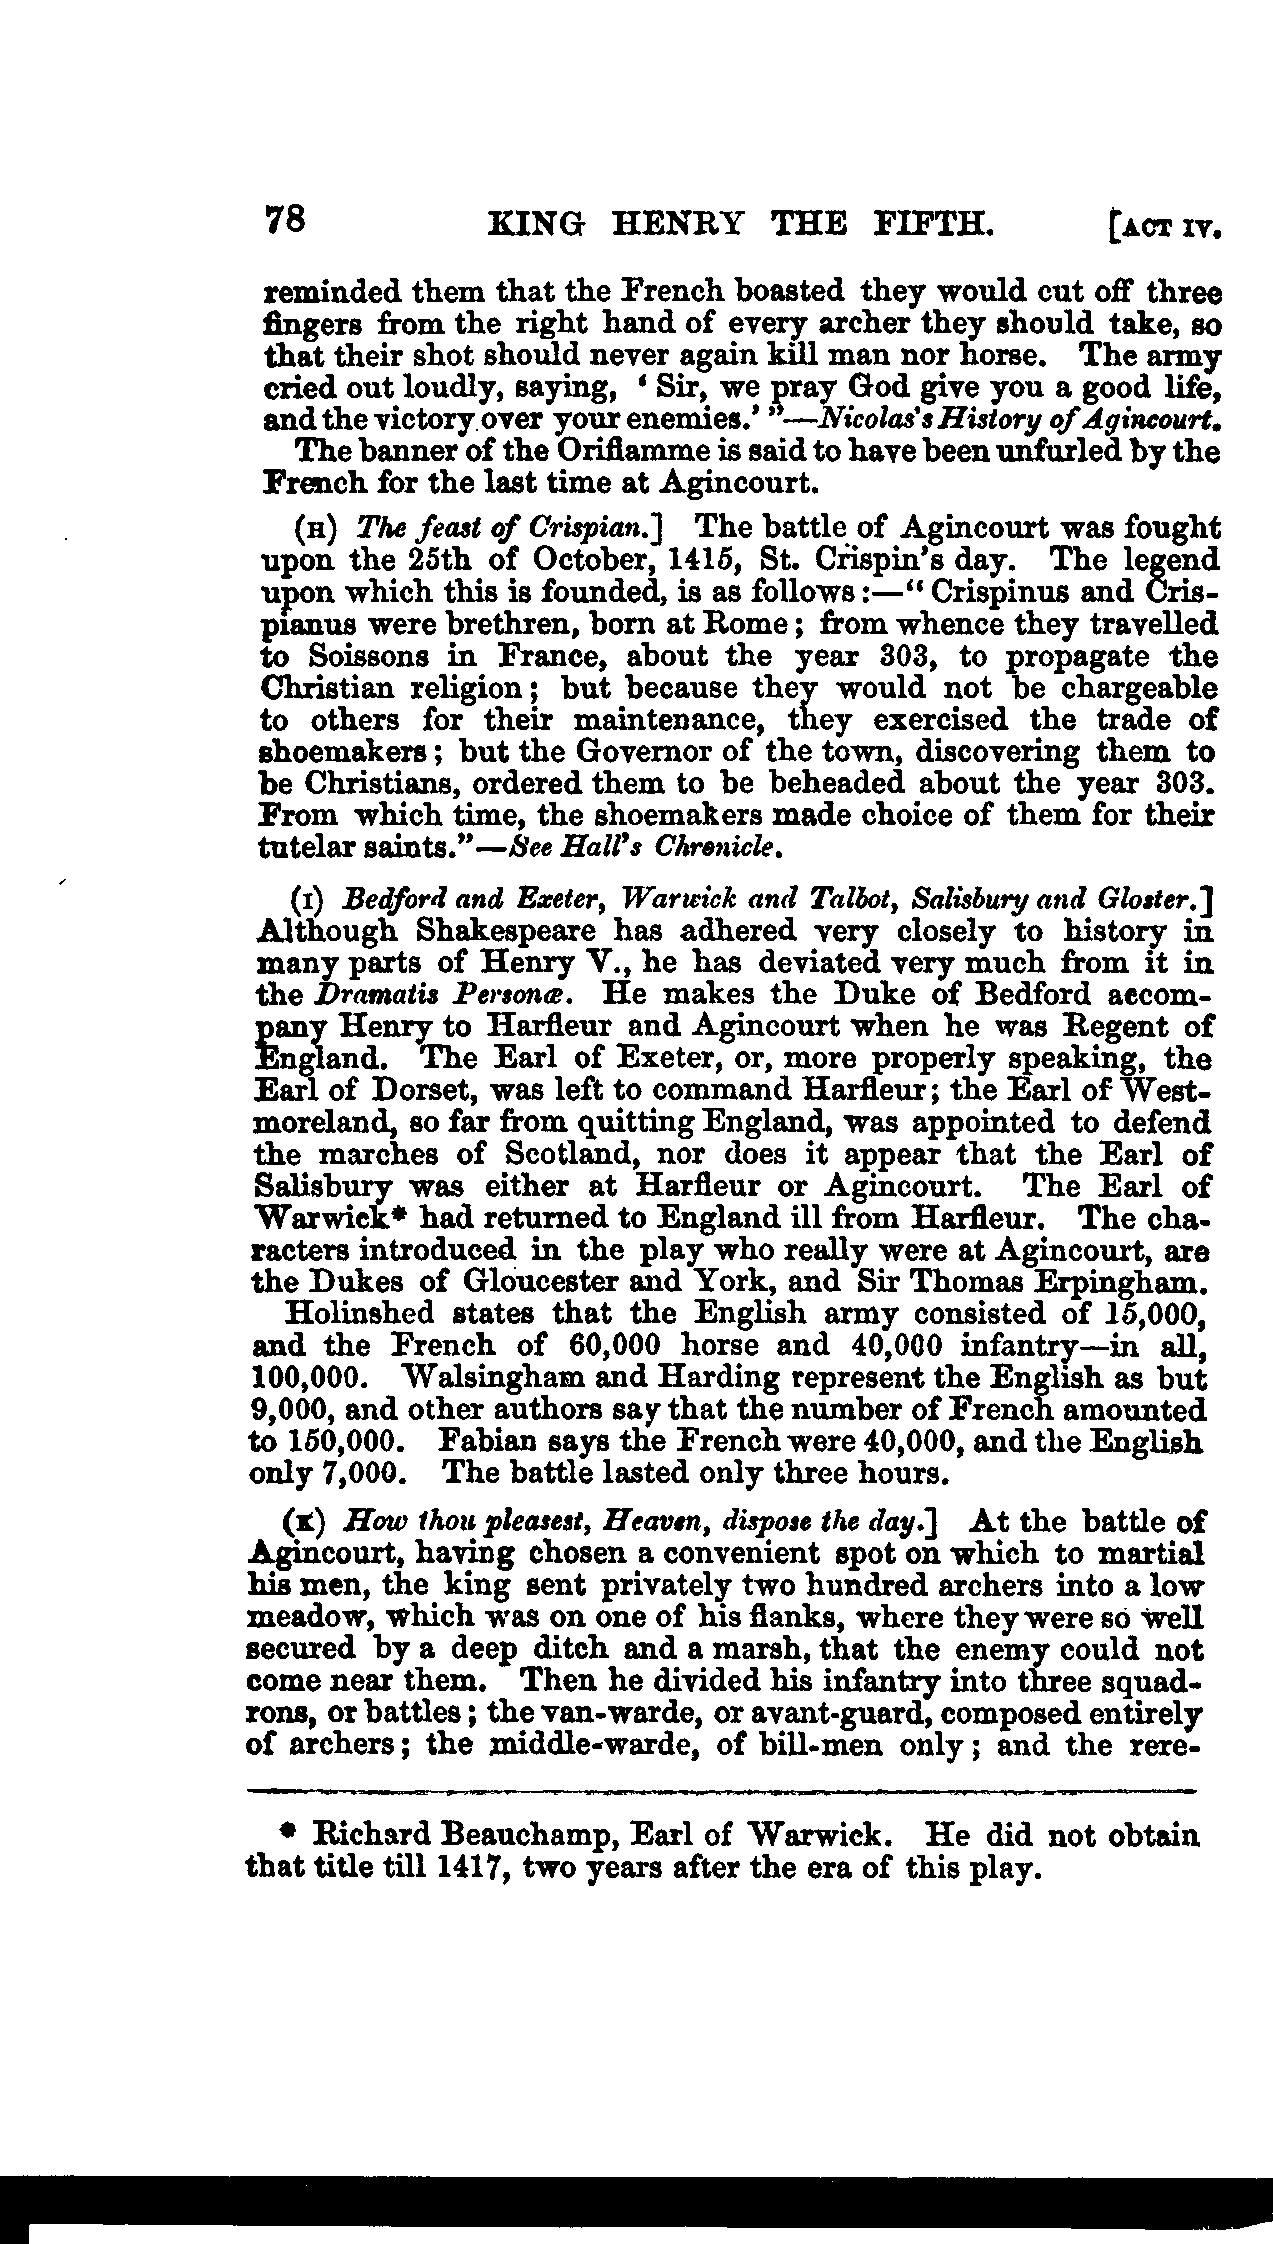 78 KING HENRY THE FIFTH. [ACT IV.
reminded them that the French boasted they would cut off three
fingers from the right hand of every archer they should take, so
that their shot should never again kill man nor horse. The army
cried out loudly, saying, ‘ Sir, we pray God give you a good life,
and the victory over your enemies.’ ”—Nicolas's History of Agincourt.
The banner of the Oriflamme is said to have been unfurled by the
French for the last time at Agincourt.
(H) The feast of Crispian.] The battle of Agincourt was fought
upon the 25th of October, 1415, St. Crispin's day. The legend
upon which this is founded, is as follows:—“ Crispinus and Cris-
pianus were brethren, born at Rome; from whence they travelled
to Soissons in France, about the year 303, to propagate the
Christian religion; but because they would not be chargeable
to others for their maintenance, they exercised the trade of
shoemakers; but the Governor of the town, discovering them to
be Christians, ordered them to be beheaded about the year 303.
From which time, the shoemakers made choice of them for their
tutelar saints.”—See Hall's Chronicle.
(I) Bedford and Exeter, Warwick and Talbot, Salisbury and Gloster.]
Although Shakespeare has adhered very closely to history in
many parts of Henry V., he has deviated very much from it in
the Dramatis Personæ. He makes the Duke of Bedford accom-
pany Henry to Harfleur and Agincourt when he was Regent of
England. The Earl of Exeter, or, more properly speaking, the
Earl of Dorset, was left to command Harfleur; the Earl of West-
moreland, so far from quitting England, was appointed to defend
the marches of Scotland, nor does it appear that the Earl of
Salisbury was either at Harfleur or Agincourt. The Earl of
Warwick* had returned to England ill from Harfleur. The cha-
racters introduced in the play who really were at Agincourt, are
the Dukes of Gloucester and York, and Sir Thomas Erpingham.
Holinshed states that the English army consisted of 15,000,
and the French of 60,000 horse and 40,000 infantry—in all,
100,000. Walsingham and Harding represent the English as but
9,000, and other authors say that the number of French amounted
to 150,000. Fabian says the French were 40,000, and the English
only 7,000. The battle lasted only three hours.
(K) How thou pleasest, Heaven, dispose the day.] At the battle of
Agincourt, having chosen a convenient spot on which to martial
his men, the king sent privately two hundred archers into a low
meadow, which was on one of his flanks, where they were so well
secured by a deep ditch and a marsh, that the enemy could not
come near them. Then he divided his infantry into three squad-
rons, or battles; the van-warde, or avant-guard, composed entirely
of archers; the middle-warde, of bill-men only; and the rere-
* Richard Beauchamp, Earl of Warwick. He did not obtain
that title till 1417, two years after the era of this play.